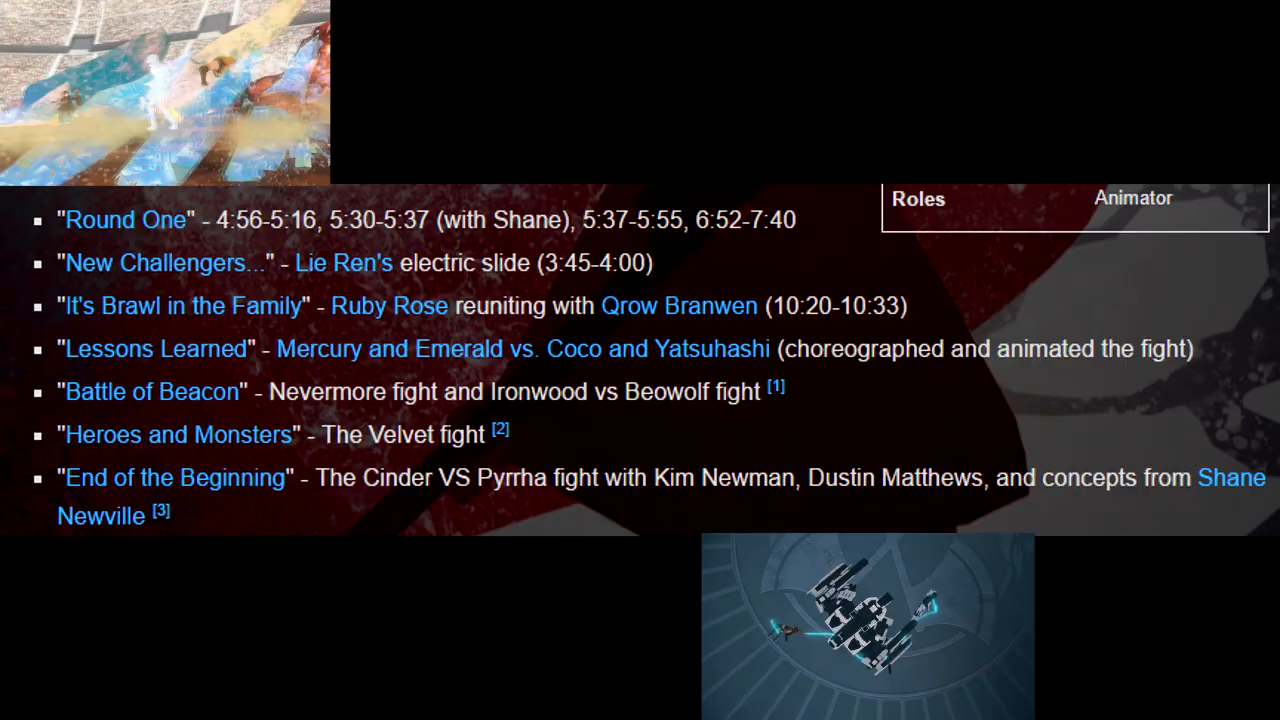 Roles Animator
"Round One" - 4:56-5:16, 5:30-5:37 (with Shane), 5:37-5:55, 6:52-7:40
"New Challengers..." - Lie Ren's electric slide (3:45-4:00)
"It's Brawl in the Family" - Ruby Rose reuniting with Qrow Branwen (10:20-10:33)
"Lessons Learned" - Mercury and Emerald vs. Coco and Yatsuhashi (choreographed and animated the fight)
"Battle of Beacon" - Nevermore fight and Ironwood vs Beowolf fight [1]
"Heroes and Monsters" - The Velvet fight [2]
"End of the Beginning" - The Cinder VS Pyrrha fight with Kim Newman, Dustin Matthews, and concepts from Shane
Newville [3]